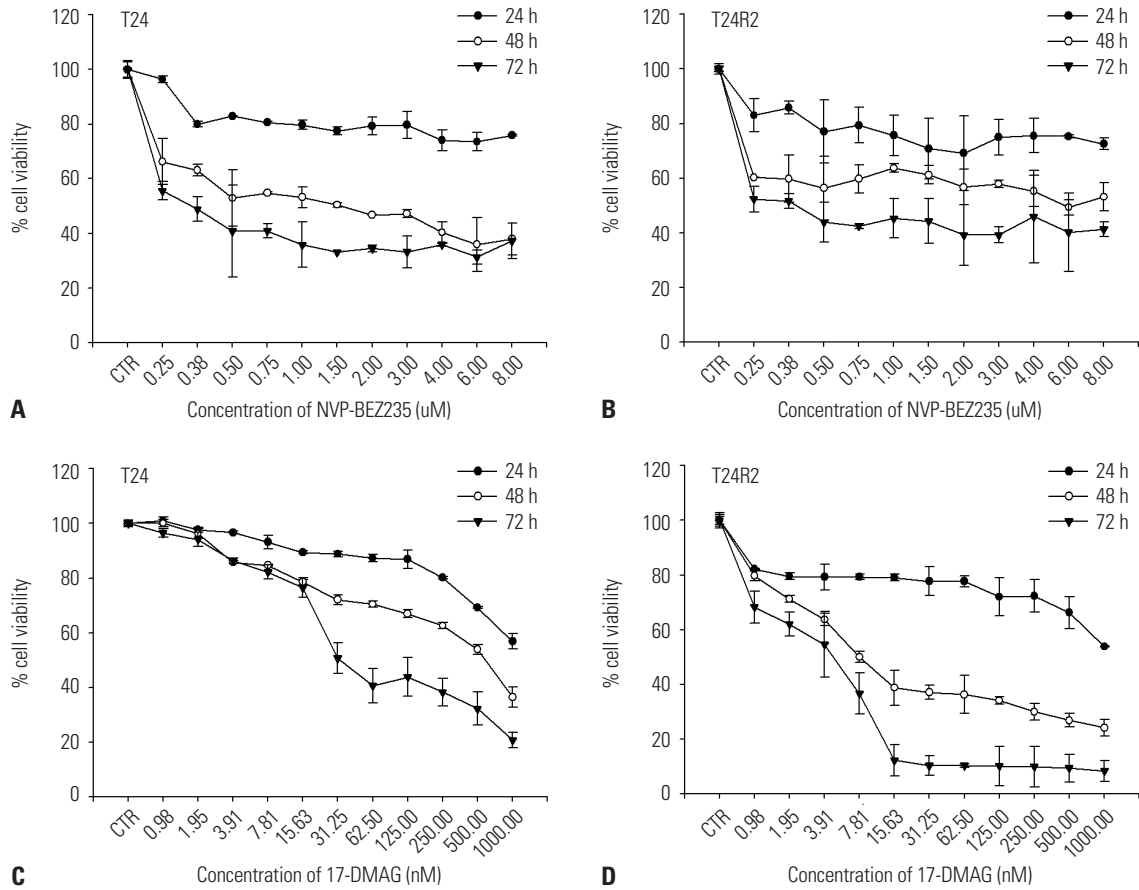 T24
24 h
48 h
72 h
120
100
80
60
40
20
0
% cell viability
CTR 0.25 0.38 0.50 0.75 1.00 1.50 2.00 3.00 4.00 6.00 8.00
Concentration of NVP-BEZ235 (uM)
A
T24R2
24 h
48 h
72 h
120
100
80
60
40
20
0
% cell viability
CTR 0.25 0.38 0.50 0.75 1.00 1.50 2.00 3.00 4.00 6.00 8.00
Concentration of NVP-BEZ235 (uM)
B
T24
24 h
48 h
72 h
120
100
80
60
40
20
0
% cell viability
CTR 0.98 1.95 3.91 7.81 15.63 31.25 62.50 125.00 250.00 500.00 1000.00
Concentration of 17-DMAG (nM)
C
T24R2
24 h
48 h
72 h
120
100
80
60
40
20
0
% cell viability
CTR 0.98 1.95 3.91 7.81 15.63 31.25 62.50 125.00 250.00 500.00 1000.00
Concentration of 17-DMAG (nM)
D